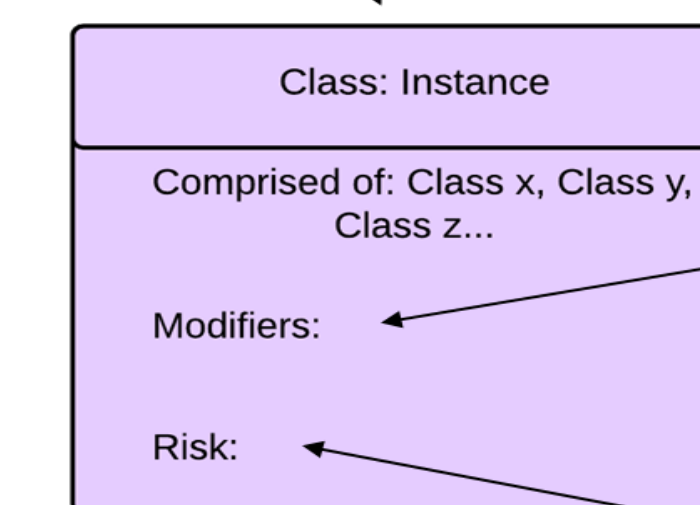 Class: Instance
Comprised of: Class x, Class y,
Class z...
Modifiers:
Risk: